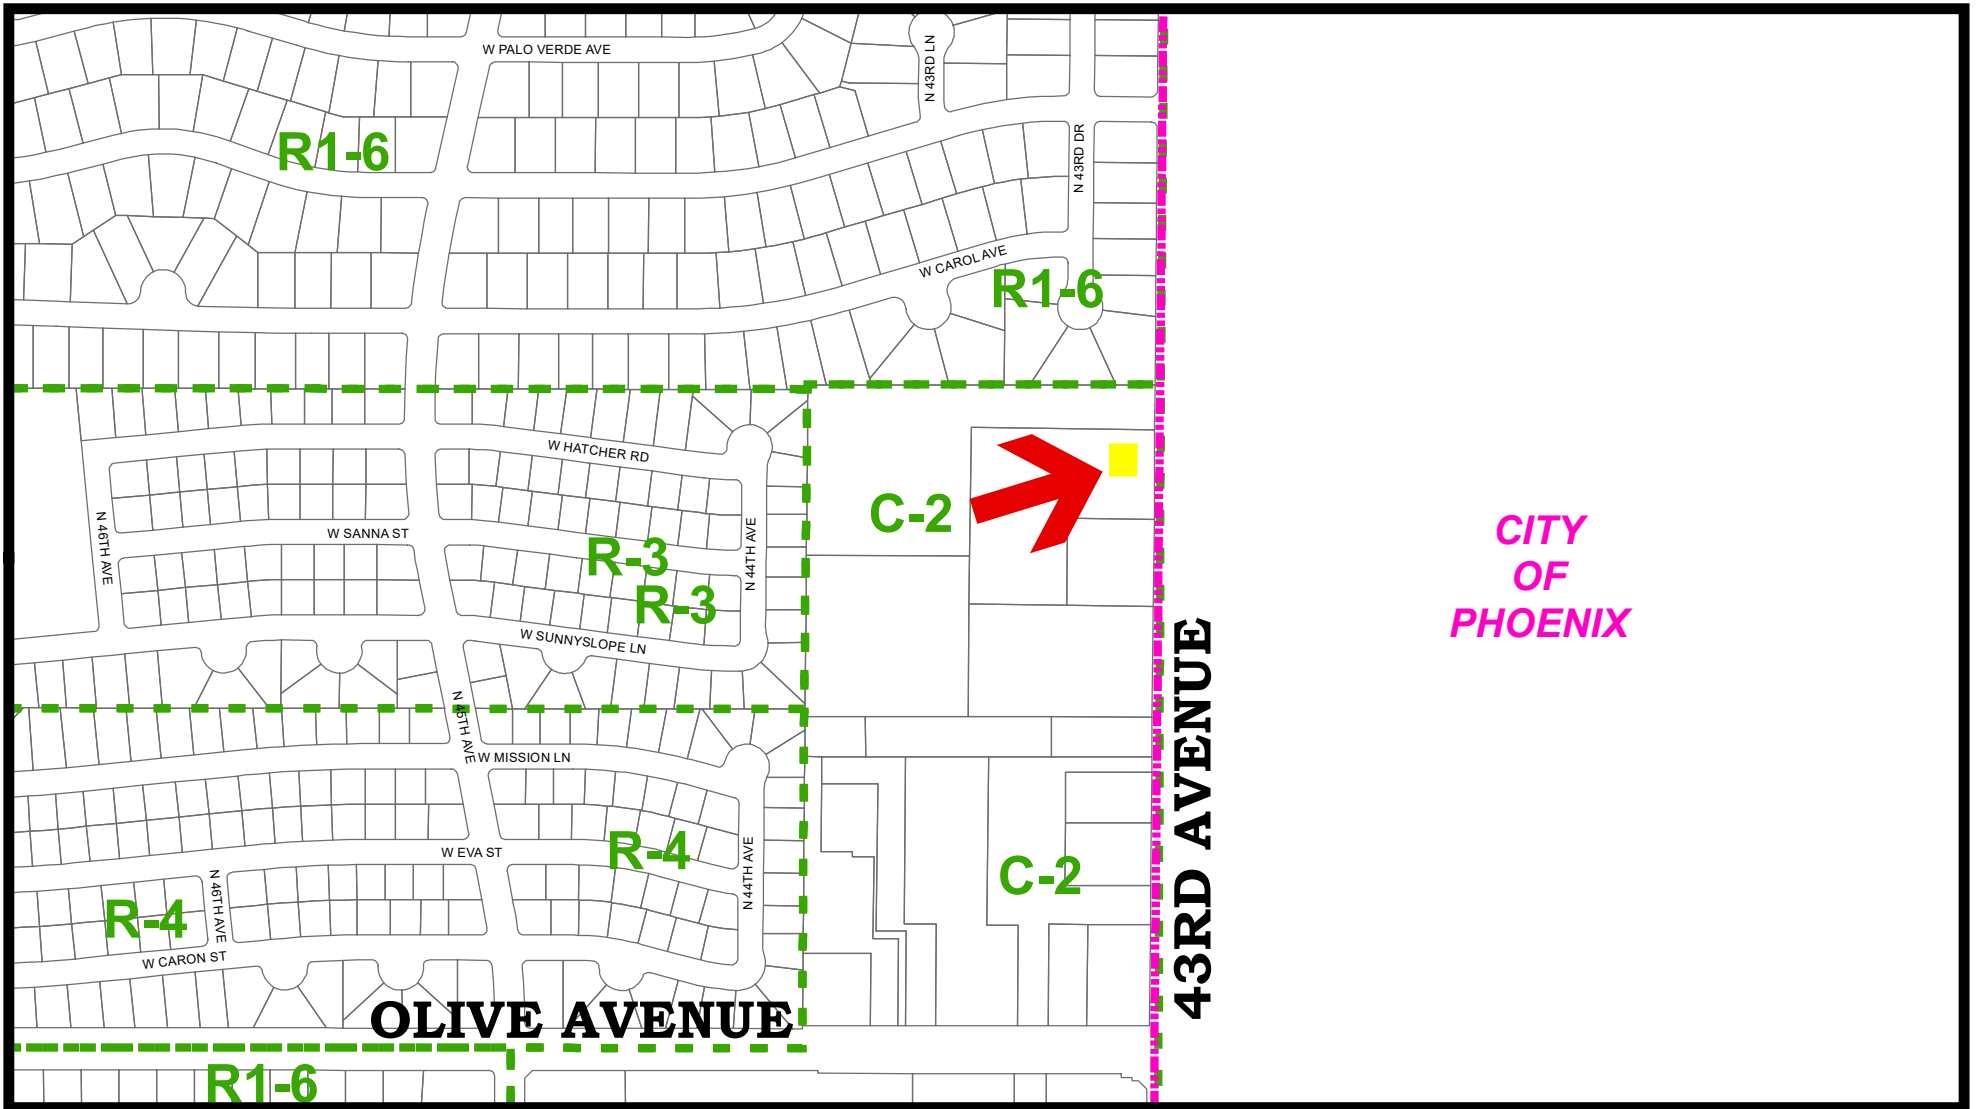 W PALO VERDE AVE
N 43RD LN
R1-6
N 43RD DR
W CAROL AVE
R1-6
W HATCHER RD
C-2
N 46TH AVE
W SANNA ST
N 44TH AVE
R-3
R-3
W SUNNYSLOPE LN
CITY
OF
PHOENIX
43RD AVENUE
N 45TH AVE
W MISSION LN
R-4
W EVA ST
N 44TH AVE
C-2
N 46TH AVE
R-4
W CARON ST
OLIVE AVENUE
R1-6